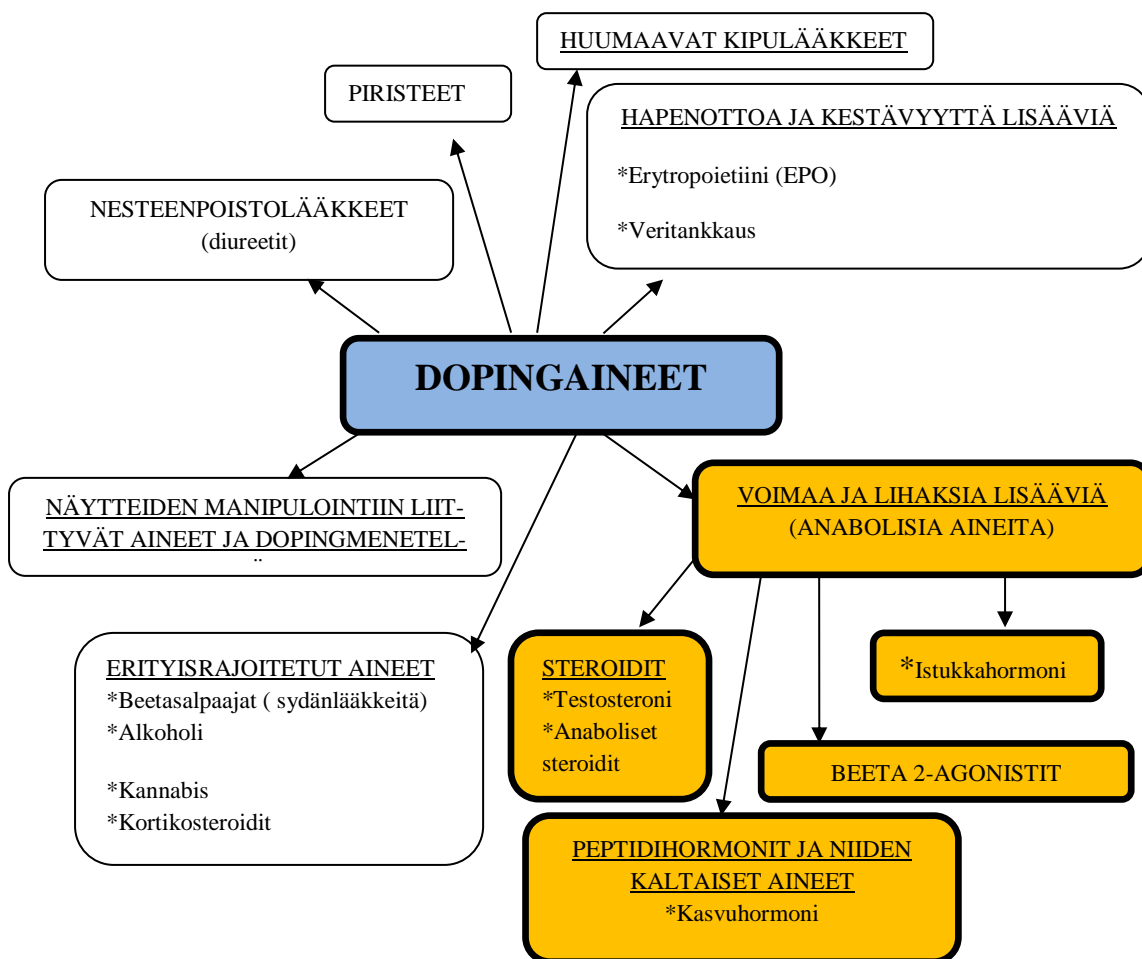 HUUMAAVAT KIPULÄÄKKEET
PIRISTEET
HAPENOTTOA JA KESTÄVYYTTÄ LISÄÄVIÄ
*Erytropoietiini (EPO)
*Veritankkaus
NESTEENPOISTOLÄÄKKEET
(diureetit)
DOPINGAINEET
NÄYTTEIDEN MANIPULOINTIIN LIIT-
TYVÄT AINEET JA DOPINGMENETEL-
VOIMAA JA LIHAKSIA LISÄÄVIÄ
(ANABOLISIA AINEITA)
ERITYISRAJOITETUT AINEET
*Beetasalpaajat ( sydänlääkkeitä)
*Alkoholi
*Kannabis
*Kortikosteroidit
STEROIDIT
*Testosteroni
*Anaboliset
steroidit
*Istukkahormoni
BEETA 2-AGONISTIT
PEPTIDIHORMONIT JA NIIDEN
KALTAISET AINEET
*Kasvuhormoni